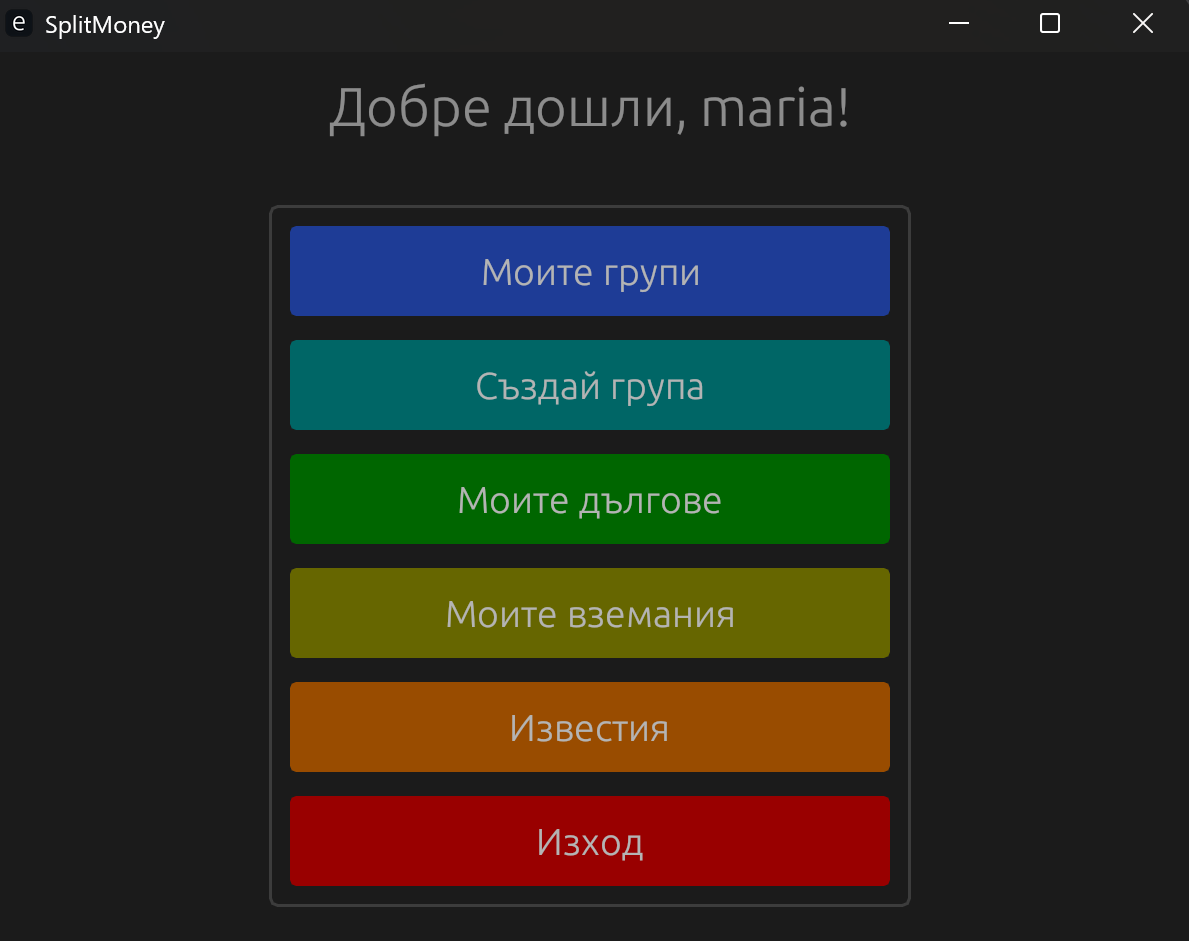 e SplitMoney
Добре дошли, maria!
Моите групи
Създай група
Моите дългове
Моите вземания
Известия
Изход